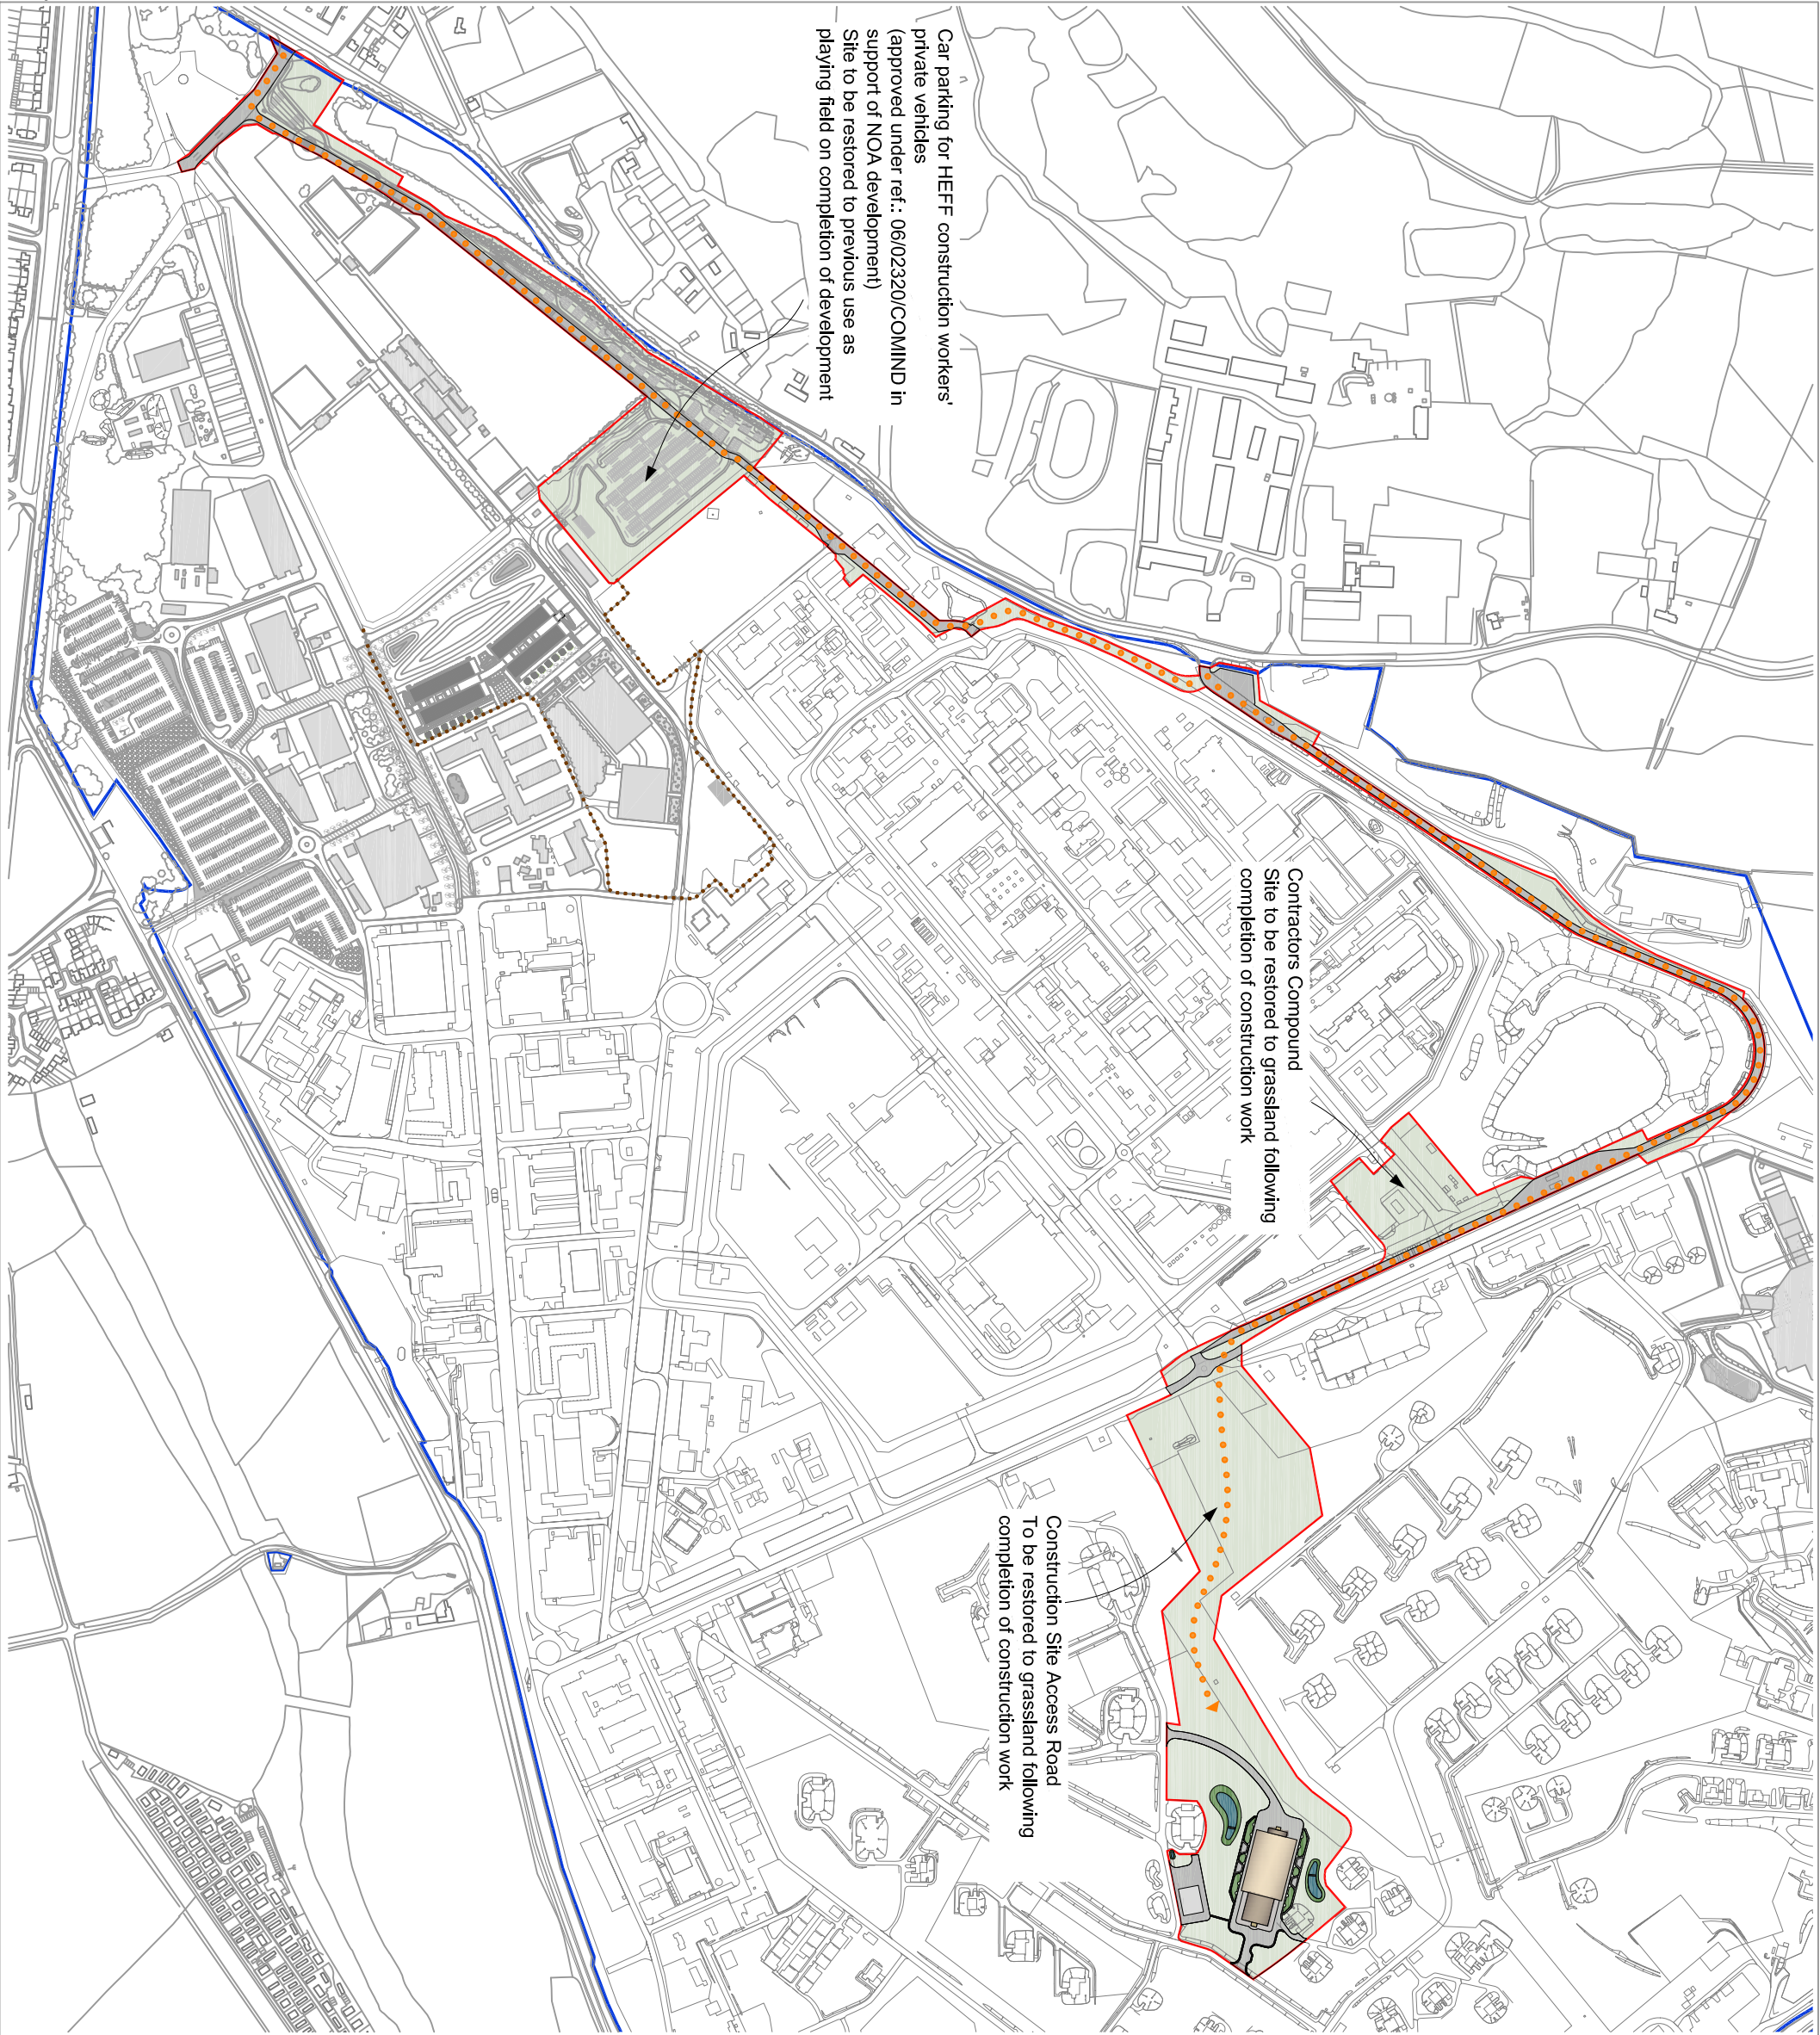 Car parking for HEFF construction workers'
private vehicles
(approved under ref.: 06/02320/COMIND in
support of NOA development)
Site to be restored to previous use as
playing field on completion of development
Contractors Compound
Site to be restored to grassland following
completion of construction work
Construction Site Access Road
To be restored to grassland following
completion of construction work